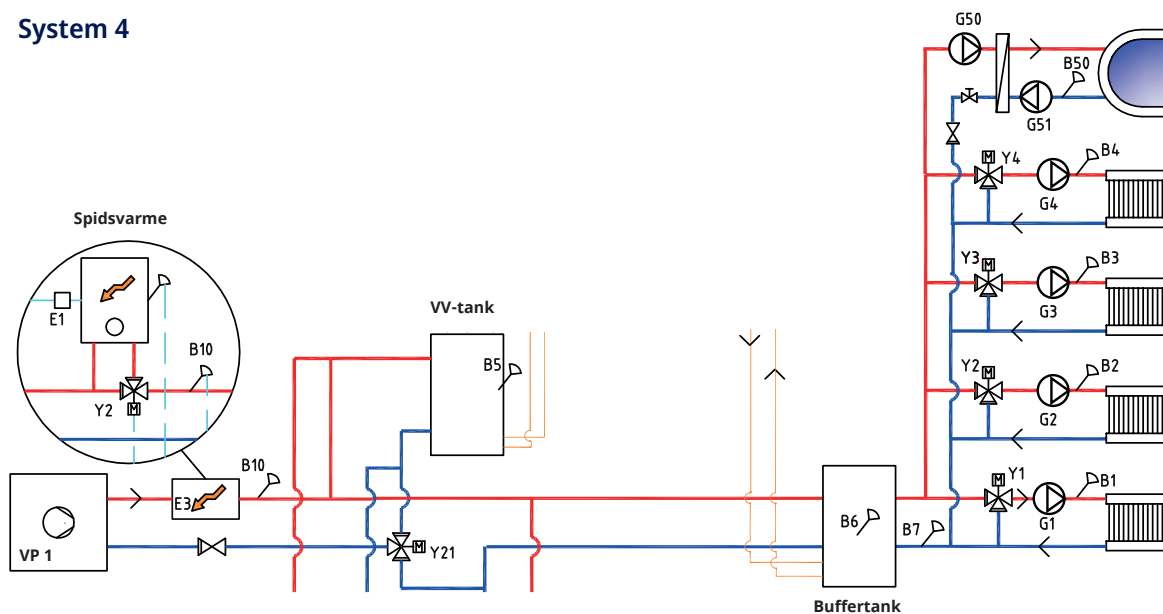 System 4
G50
B50
G51
B4
Y4
G4
Spidsvarme
Y3
B3
G3
E1
VV-tank
B10
B5
Y2
B2
Y2
G2
B10
Y1
B1
E3
B6
B7
G1
VP 1
Y21
M
M
M
M
M
M
Buffertank